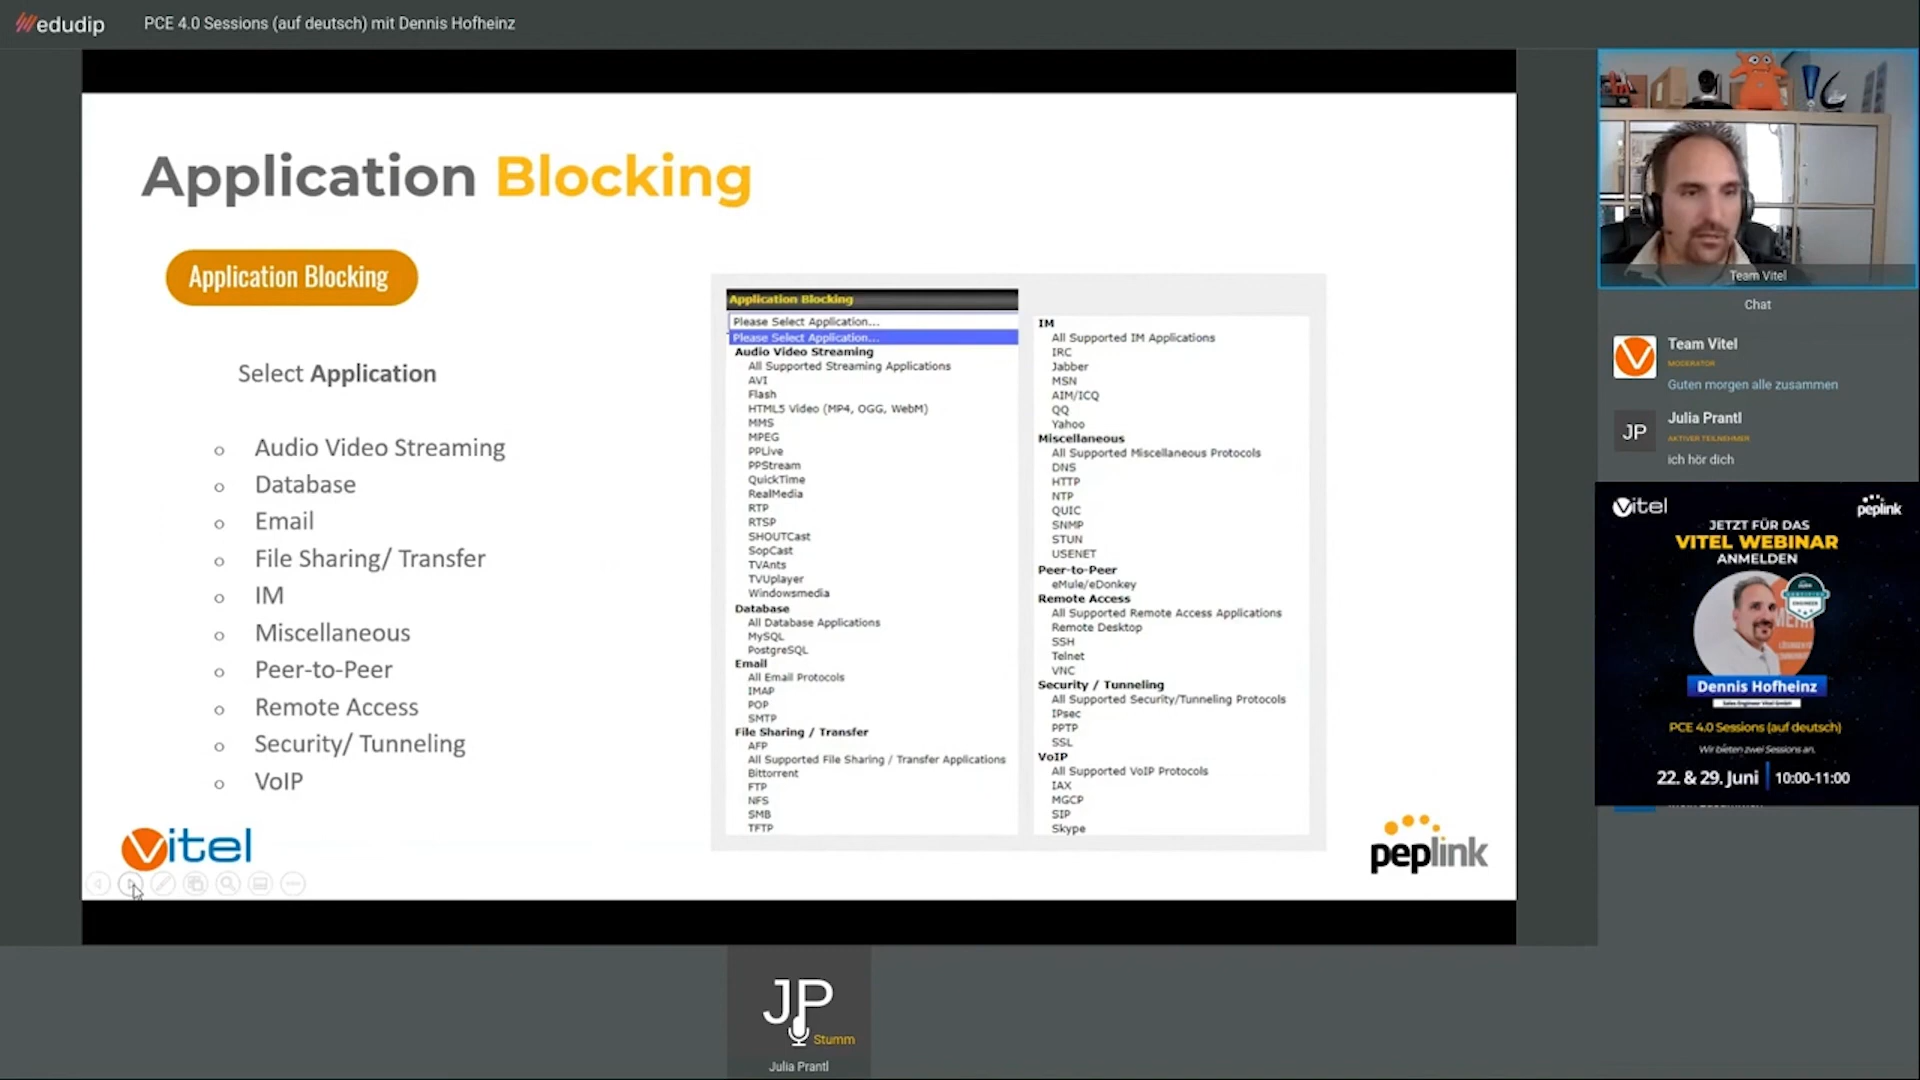 edudip
PCE 4.0 Sessions (auf deutsch) mit Dennis Hofheinz
Application Blocking
Application Blocking
Select Application
Audio Video Streaming
Database
Email
File Sharing/ Transfer
IM
Miscellaneous
Peer-to-Peer
Remote Access
Security/ Tunneling
VoIP
vitel
Application Blocking
Please Select Application...
Please Select Application...
Audio Video Streaming
All Supported Streaming Applications
AVI
Flash
HTML5 Video (MP4, OGG, WebM)
MMS
MPEG
PPLive
PPStream
QuickTime
RealMedia
RTP
RTSP
SHOUTCast
SopCast
TVAnts
TVUplayer
Windowsmedia
Database
All Database Applications
MySQL
PostgreSQL
Email
All Email Protocols
IMAP
POP
SMTP
File Sharing / Transfer
AFP
All Supported File Sharing / Transfer Applications
Bittorrent
FTP
NFS
SMB
TFTP
IM
All Supported IM Applications
IRC
Jabber
MSN
AIM/ICQ
QQ
Yahoo
Miscellaneous
All Supported Miscellaneous Protocols
DNS
HTTP
NTP
QUIC
SNMP
STUN
USENET
Peer-to-Peer
eMule/eDonkey
Remote Access
All Supported Remote Access Applications
Remote Desktop
SSH
Telnet
VNC
Security / Tunneling
All Supported Security/Tunneling Protocols
IPsec
PPTP
SSL
VoIP
All Supported VoIP Protocols
IAX
MGCP
SIP
Skype
peplink
Team Vitel
Chat
Team Vitel
MODERATOR
Guten morgen alle zusammen
Julia Prantl
JP
AKTIVER TEILNEHMER
ich hör dich
vitel
peplink
JETZT FÜR DAS
VITEL WEBINAR
ANMELDEN
CERTIFIED
ENGINEER
Dennis Hofheinz
Sales Engineer Vitel GmbH
PCE 4.0 Sessions (auf deutsch)
Wir bieten zwei Sessions an.
22. & 29. Juni | 10:00-11:00
JP
Stumm
Julia Prantl